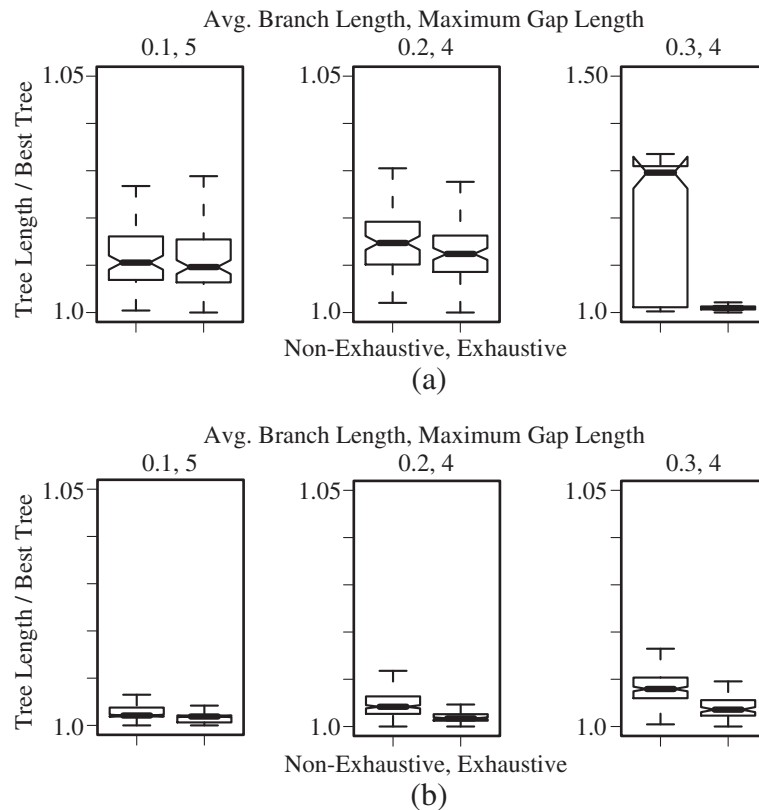 Avg. Branch Length, Maximum Gap Length
0.1, 5
0.2, 4
0.3, 4
Tree Length / Best Tree
1.05
1.0
1.05
1.0
1.50
1.0
Non-Exhaustive, Exhaustive
(a)
Avg. Branch Length, Maximum Gap Length
0.1, 5
0.2, 4
0.3, 4
Tree Length / Best Tree
1.05
1.0
1.05
1.0
1.05
1.0
Non-Exhaustive, Exhaustive
(b)